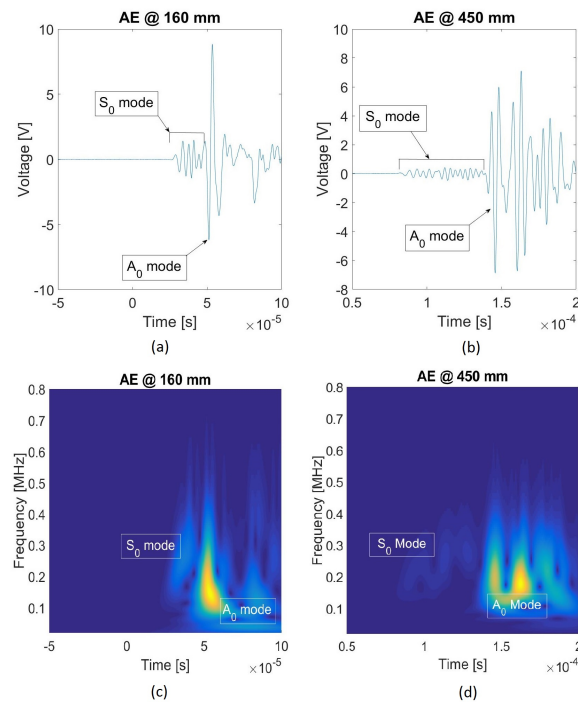 AE @ 160 mm
10
5
0
-5
-10
Voltage [V]
S0 mode
A0 mode
-5 0 5 10
Time [s]
×10-5
(a)
AE @ 450 mm
10
8
6
4
2
0
-2
-4
-6
-8
Voltage [V]
S0 mode
A0 mode
0.5 1 1.5 2
Time [s]
×10-4
(b)
AE @ 160 mm
0.8
0.7
0.6
0.5
0.4
0.3
0.2
0.1
Frequency [MHz]
S0 mode
A0 mode
-5 0 5 10
Time [s]
×10-5
(c)
AE @ 450 mm
0.8
0.7
0.6
0.5
0.4
0.3
0.2
0.1
Frequency [MHz]
S0 Mode
A0 Mode
0.5 1 1.5 2
Time [s]
×10-4
(d)